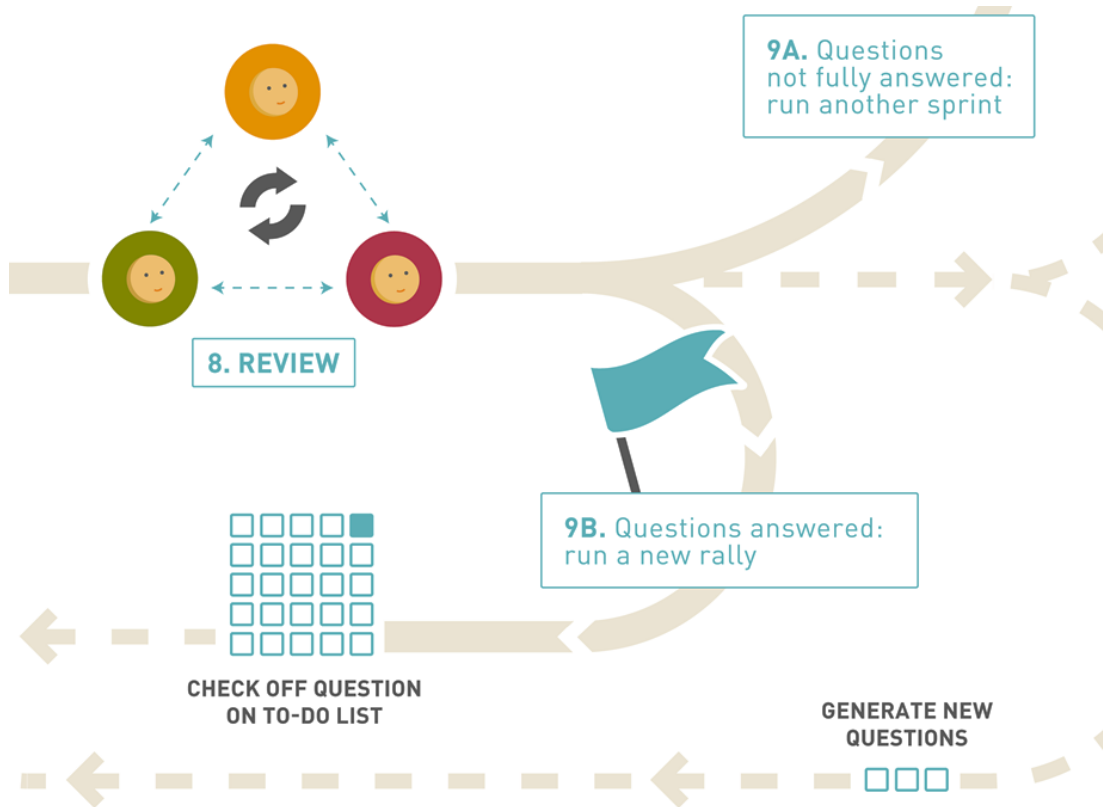 9A. Questions
not fully answered:
run another sprint
8. REVIEW
9B. Questions answered:
run a new rally
CHECK OFF QUESTION
ON TO-DO LIST
GENERATE NEW
QUESTIONS